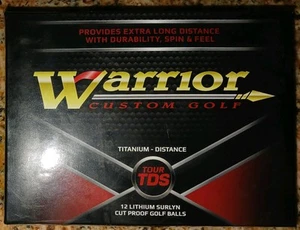 PROVIDES EXTRA LONG DISTANCE
WITH DURABILITY, SPIN & FEEL
Warrior
CUSTOM GOLF
TITANIUM - DISTANCE
TOUR
TDS
12 LITHIUM SURLYN
CUT PROOF GOLF BALLS